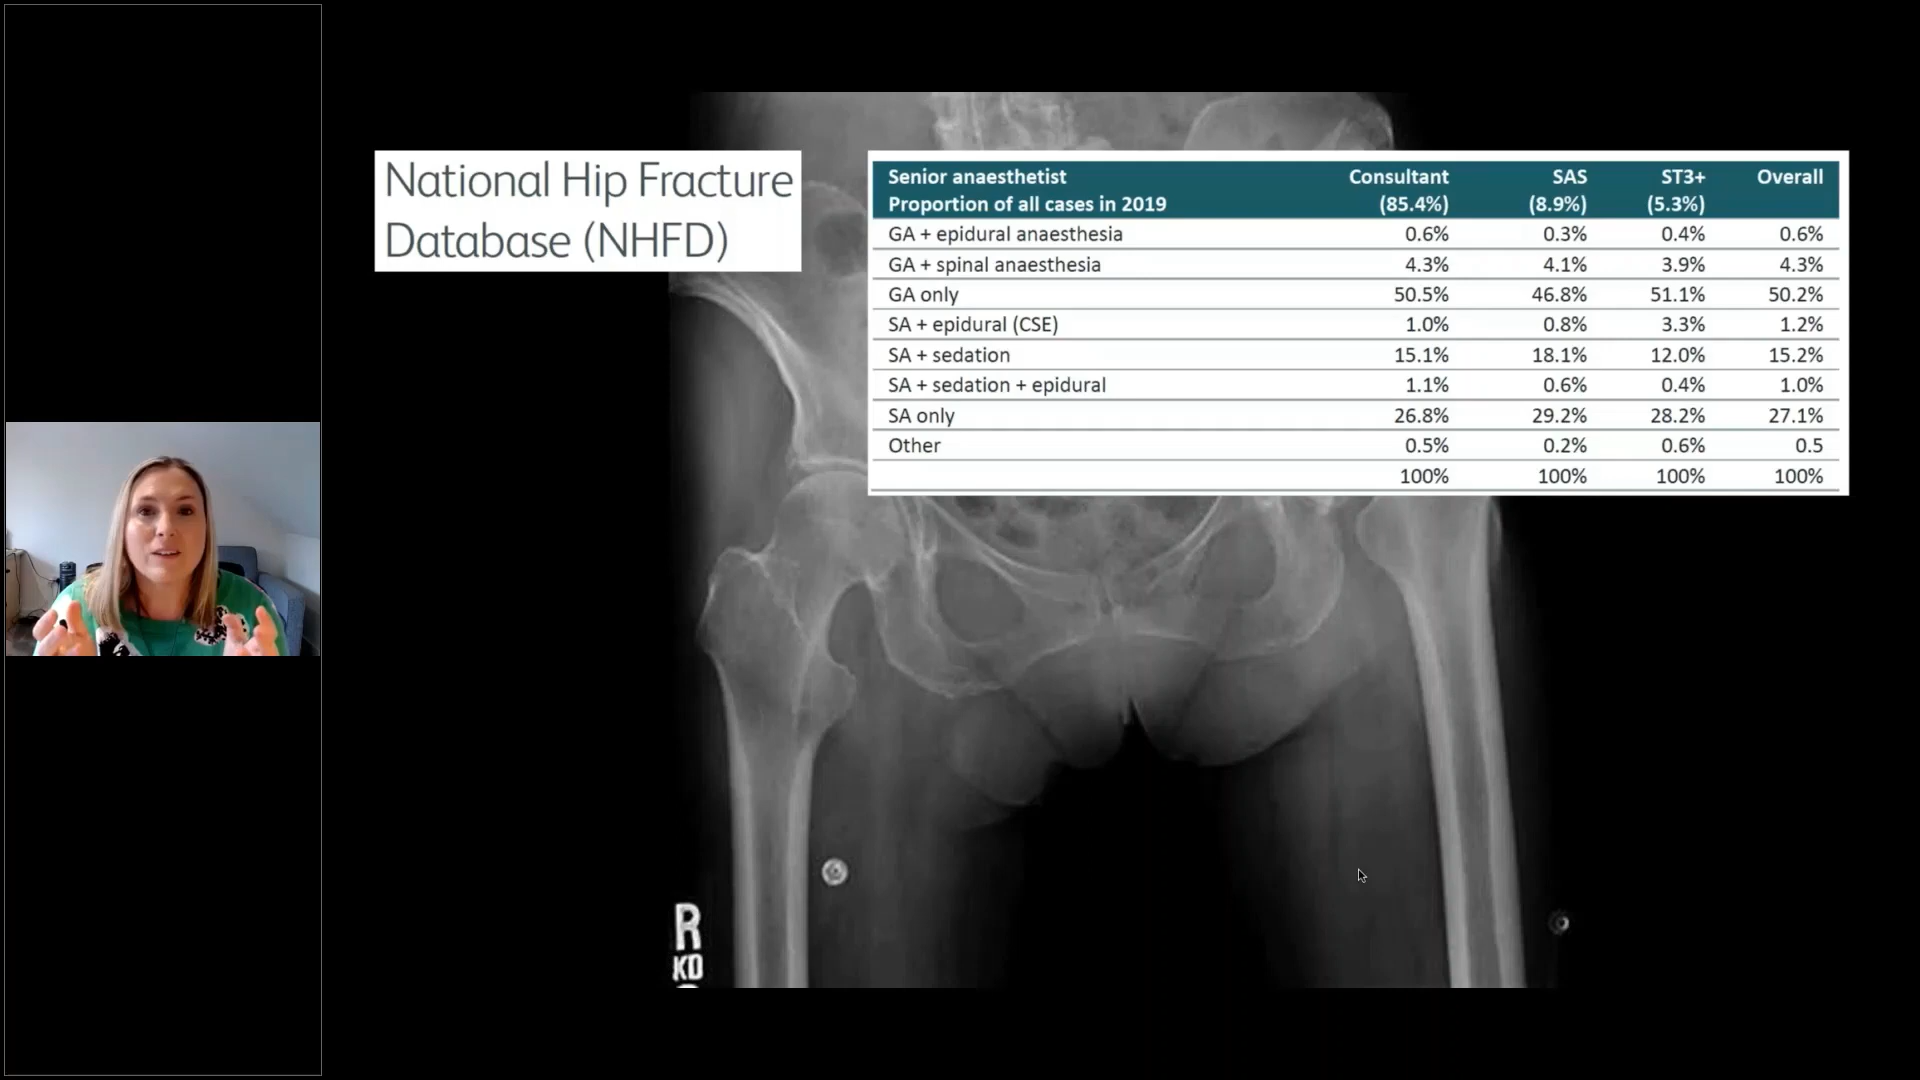 National Hip Fracture
Database (NHFD)
Senior anaesthetist Consultant SAS ST3+ Overall
Proportion of all cases in 2019 (85.4%) (8.9%) (5.3%)
GA + epidural anaesthesia 0.6% 0.3% 0.4% 0.6%
GA + spinal anaesthesia 4.3% 4.1% 3.9% 4.3%
GA only 50.5% 46.8% 51.1% 50.2%
SA + epidural (CSE) 1.0% 0.8% 3.3% 1.2%
SA + sedation 15.1% 18.1% 12.0% 15.2%
SA + sedation + epidural 1.1% 0.6% 0.4% 1.0%
SA only 26.8% 29.2% 28.2% 27.1%
Other 0.5% 0.2% 0.6% 0.5
100% 100% 100% 100%
R
KD